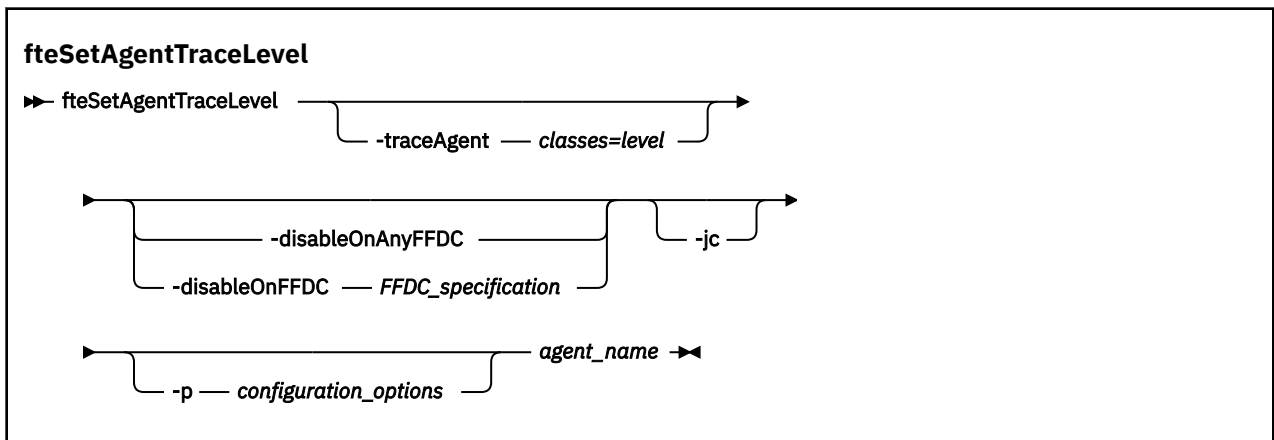 fteSetAgentTraceLevel
fteSetAgentTraceLevel
-traceAgent classes=level
-disableOnAnyFFDC
-jc
-disableOnFFDC FFDC_specification
agent_name
-p configuration_options